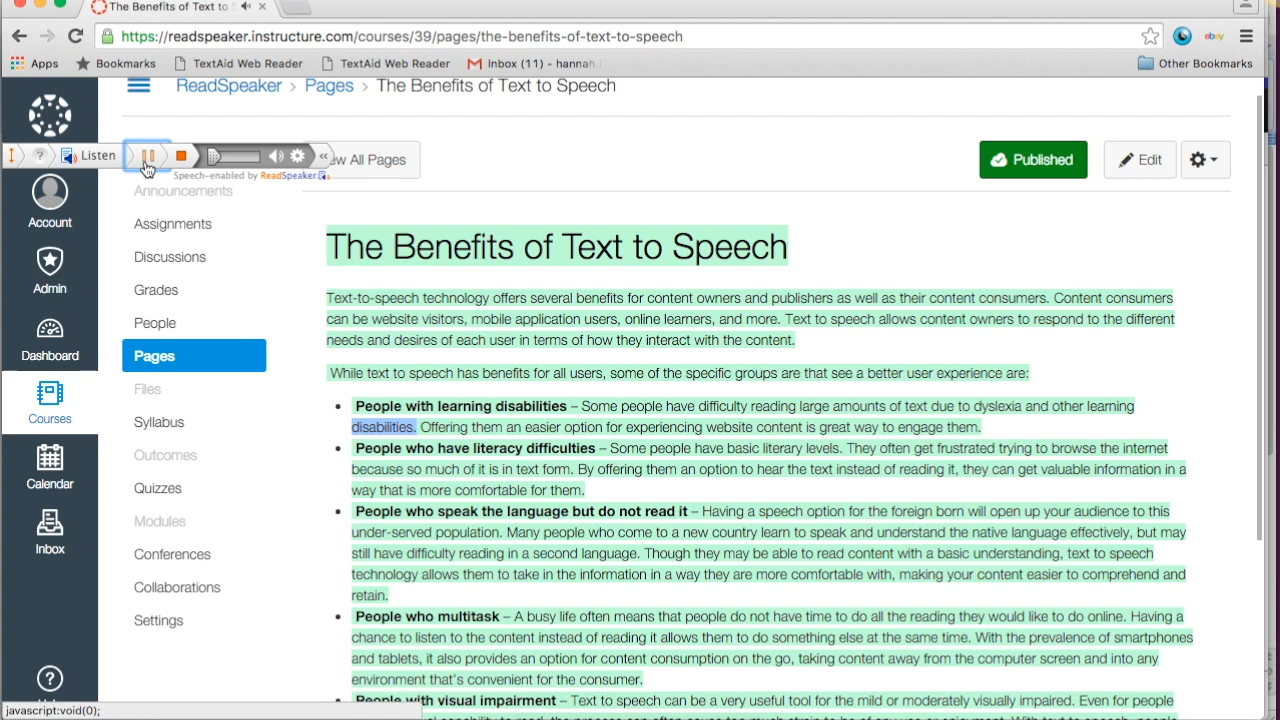 The Benefits of Text to S
https://readspeaker.instructure.com/courses/39/pages/the-benefits-of-text-to-speech
ebay
Apps
Bookmarks
TextAid Web Reader
TextAid Web Reader
Inbox (11) - hannah.
Other Bookmarks
ReadSpeaker > Pages > The Benefits of Text to Speech
? Listen
Speech-enabled by ReadSpeaker
w All Pages
Published
Edit
Account
Admin
Dashboard
Courses
Calendar
Inbox
Announcements
Assignments
Discussions
Grades
People
Pages
Files
Syllabus
Outcomes
Quizzes
Modules
Conferences
Collaborations
Settings
The Benefits of Text to Speech
Text-to-speech technology offers several benefits for content owners and publishers as well as their content consumers. Content consumers
can be website visitors, mobile application users, online learners, and more. Text to speech allows content owners to respond to the different
needs and desires of each user in terms of how they interact with the content.
While text to speech has benefits for all users, some of the specific groups are that see a better user experience are:
• People with learning disabilities – Some people have difficulty reading large amounts of text due to dyslexia and other learning
disabilities. Offering them an easier option for experiencing website content is great way to engage them.
• People who have literacy difficulties – Some people have basic literary levels. They often get frustrated trying to browse the internet
because so much of it is in text form. By offering them an option to hear the text instead of reading it, they can get valuable information in a
way that is more comfortable for them.
• People who speak the language but do not read it – Having a speech option for the foreign born will open up your audience to this
under-served population. Many people who come to a new country learn to speak and understand the native language effectively, but may
still have difficulty reading in a second language. Though they may be able to read content with a basic understanding, text to speech
technology allows them to take in the information in a way they are more comfortable with, making your content easier to comprehend and
retain.
• People who multitask – A busy life often means that people do not have time to do all the reading they would like to do online. Having a
chance to listen to the content instead of reading it allows them to do something else at the same time. With the prevalence of smartphones
and tablets, it also provides an option for content consumption on the go, taking content away from the computer screen and into any
environment that's convenient for the consumer.
• People with visual impairment – Text to speech can be a very useful tool for the mild or moderately visually impaired. Even for people
javascript:void(0);